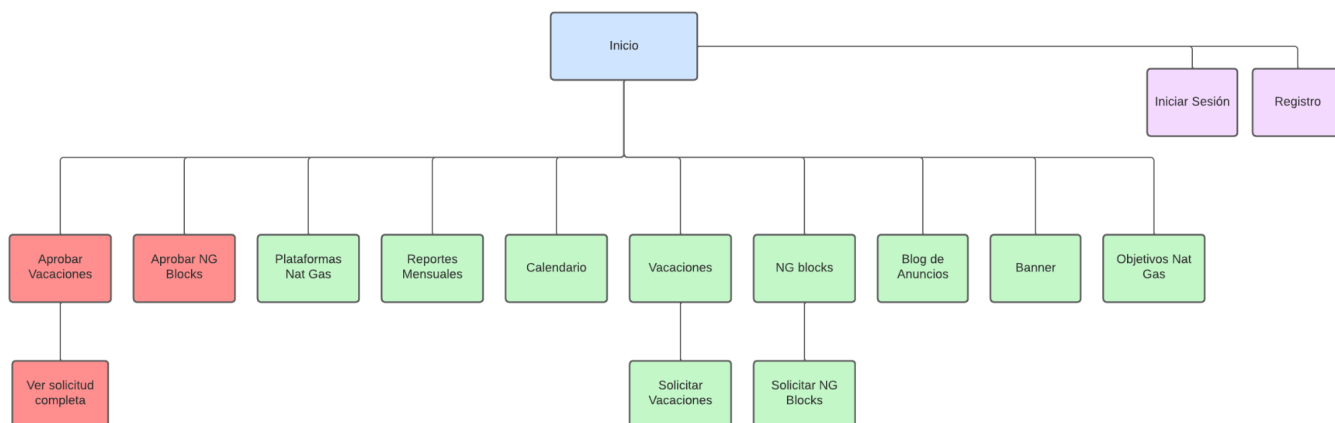 Inicio
Iniciar Sesión
Registro
Aprobar
Vacaciones
Aprobar NG
Blocks
Plataformas
Nat Gas
Reportes
Mensuales
Calendario
Vacaciones
NG blocks
Blog de
Anuncios
Banner
Objetivos Nat
Gas
Ver solicitud
completa
Solicitar
Vacaciones
Solicitar NG
Blocks